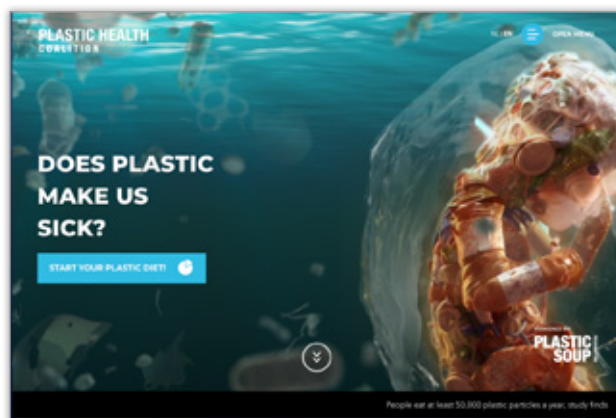 PLASTIC HEALTH
COALITION
NL / EN
OPEN MENU
DOES PLASTIC
MAKE US
SICK?
START YOUR PLASTIC DIET!
PLASTIC
SOUP
People eat at least 50,000 plastic particles a year, study finds